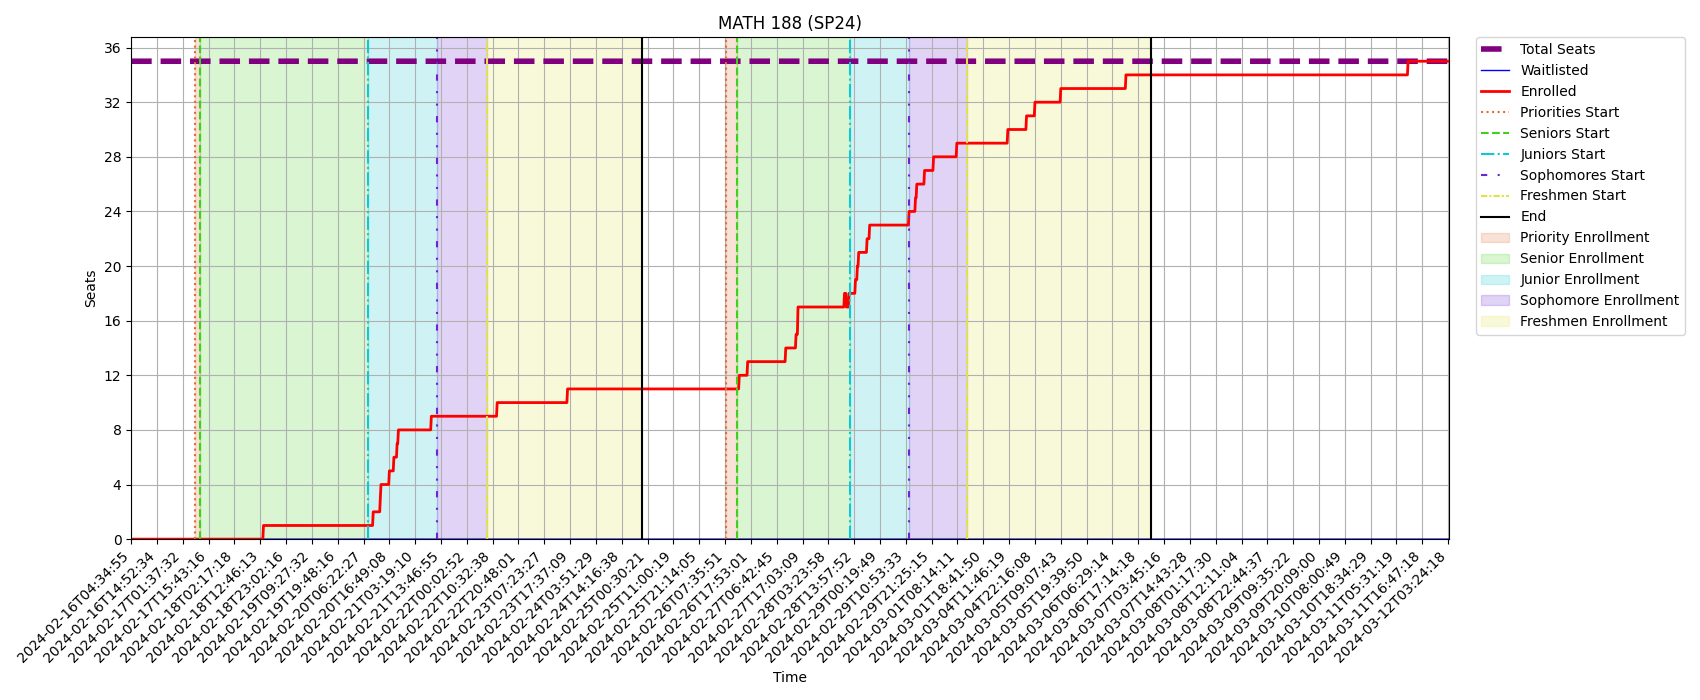 MATH 188 (SP24)
Seats
36
32
28
24
20
16
12
8
4
0
2024-02-16T04:34:55
2024-02-16T14:52:34
2024-02-17T01:37:32
2024-02-17T15:43:16
2024-02-18T02:17:18
2024-02-18T12:46:13
2024-02-18T23:02:16
2024-02-19T09:27:32
2024-02-19T19:48:16
2024-02-20T06:22:27
2024-02-20T16:49:08
2024-02-21T03:19:10
2024-02-21T13:46:55
2024-02-22T00:02:52
2024-02-22T10:32:38
2024-02-22T20:48:01
2024-02-23T07:23:27
2024-02-23T17:37:09
2024-02-24T03:51:29
2024-02-24T14:16:38
2024-02-25T00:30:21
2024-02-25T11:00:19
2024-02-25T21:14:05
2024-02-26T07:35:51
2024-02-26T17:53:01
2024-02-27T06:42:45
2024-02-27T17:03:09
2024-02-28T03:23:58
2024-02-28T13:57:52
2024-02-29T00:19:49
2024-02-29T10:53:33
2024-02-29T21:25:15
2024-03-01T08:14:11
2024-03-01T18:41:50
2024-03-04T11:46:19
2024-03-04T22:16:08
2024-03-05T09:07:43
2024-03-05T19:39:50
2024-03-06T06:29:14
2024-03-06T17:14:18
2024-03-07T03:45:16
2024-03-07T14:43:28
2024-03-08T01:17:30
2024-03-08T12:11:04
2024-03-08T22:44:37
2024-03-09T09:35:22
2024-03-09T20:09:00
2024-03-10T08:00:49
2024-03-10T18:34:29
2024-03-11T05:31:19
2024-03-11T16:47:18
2024-03-12T03:24:18
Time
Total Seats
Waitlisted
Enrolled
Priorities Start
Seniors Start
Juniors Start
Sophomores Start
Freshmen Start
End
Priority Enrollment
Senior Enrollment
Junior Enrollment
Sophomore Enrollment
Freshmen Enrollment